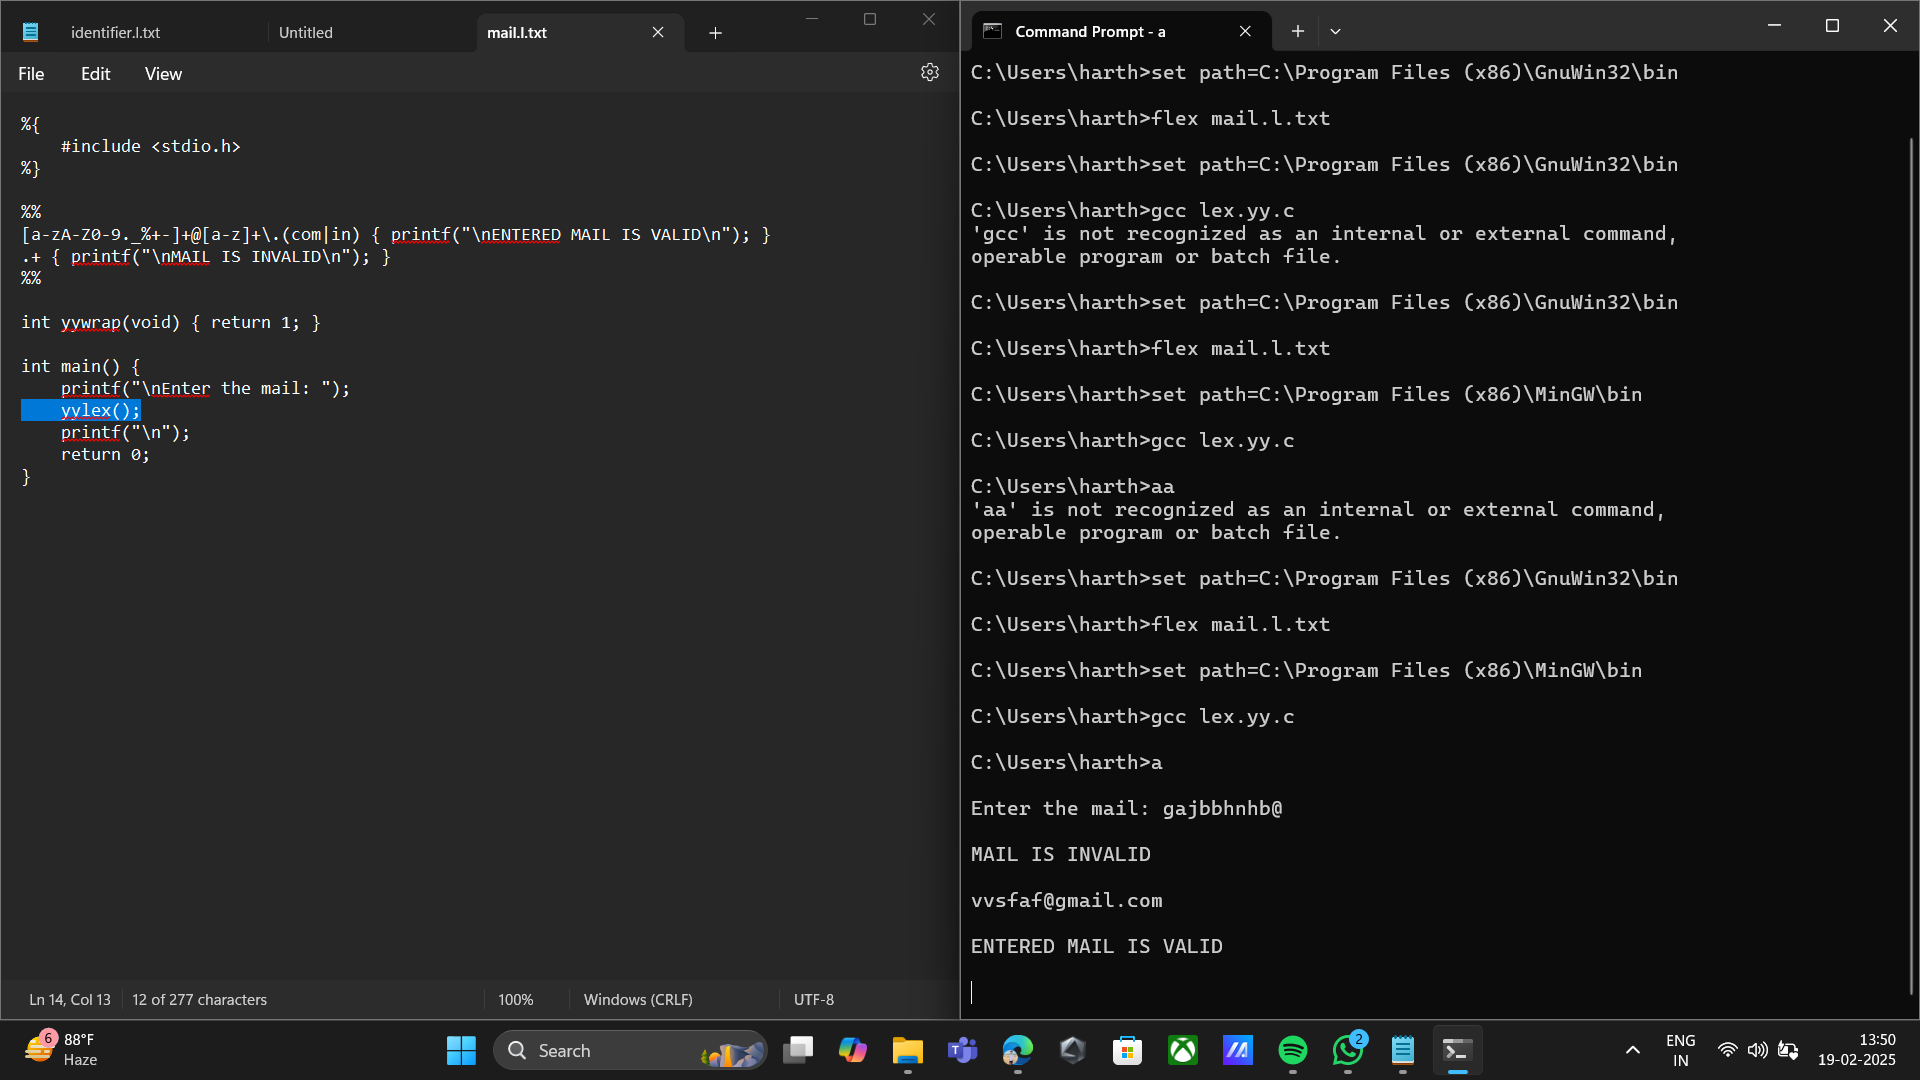 identifier.l.txt
Untitled
mail.l.txt
File
Edit
View
%{
#include <stdio.h>
%}
%%
[a-zA-Z0-9._%+-]+@[a-z]+\.(com|in) { printf("\nENTERED MAIL IS VALID\n"); }
.+ { printf("\nMAIL IS INVALID\n"); }
%%
int yywrap(void) { return 1; }
int main() {
printf("\nEnter the mail: ");
yylex();
printf("\n");
return 0;
}
Ln 14, Col 13
12 of 277 characters
100%
Windows (CRLF)
UTF-8
Command Prompt - a
C:\Users\harth>set path=C:\Program Files (x86)\GnuWin32\bin
C:\Users\harth>flex mail.l.txt
C:\Users\harth>set path=C:\Program Files (x86)\GnuWin32\bin
C:\Users\harth>gcc lex.yy.c
'gcc' is not recognized as an internal or external command,
operable program or batch file.
C:\Users\harth>set path=C:\Program Files (x86)\GnuWin32\bin
C:\Users\harth>flex mail.l.txt
C:\Users\harth>set path=C:\Program Files (x86)\MinGW\bin
C:\Users\harth>gcc lex.yy.c
C:\Users\harth>aa
'aa' is not recognized as an internal or external command,
operable program or batch file.
C:\Users\harth>set path=C:\Program Files (x86)\GnuWin32\bin
C:\Users\harth>flex mail.l.txt
C:\Users\harth>set path=C:\Program Files (x86)\MinGW\bin
C:\Users\harth>gcc lex.yy.c
C:\Users\harth>a
Enter the mail: gajbbhnhb@
MAIL IS INVALID
vvsfaf@gmail.com
ENTERED MAIL IS VALID
6
88°F
Haze
Search
2
ENG
IN
13:50
19-02-2025